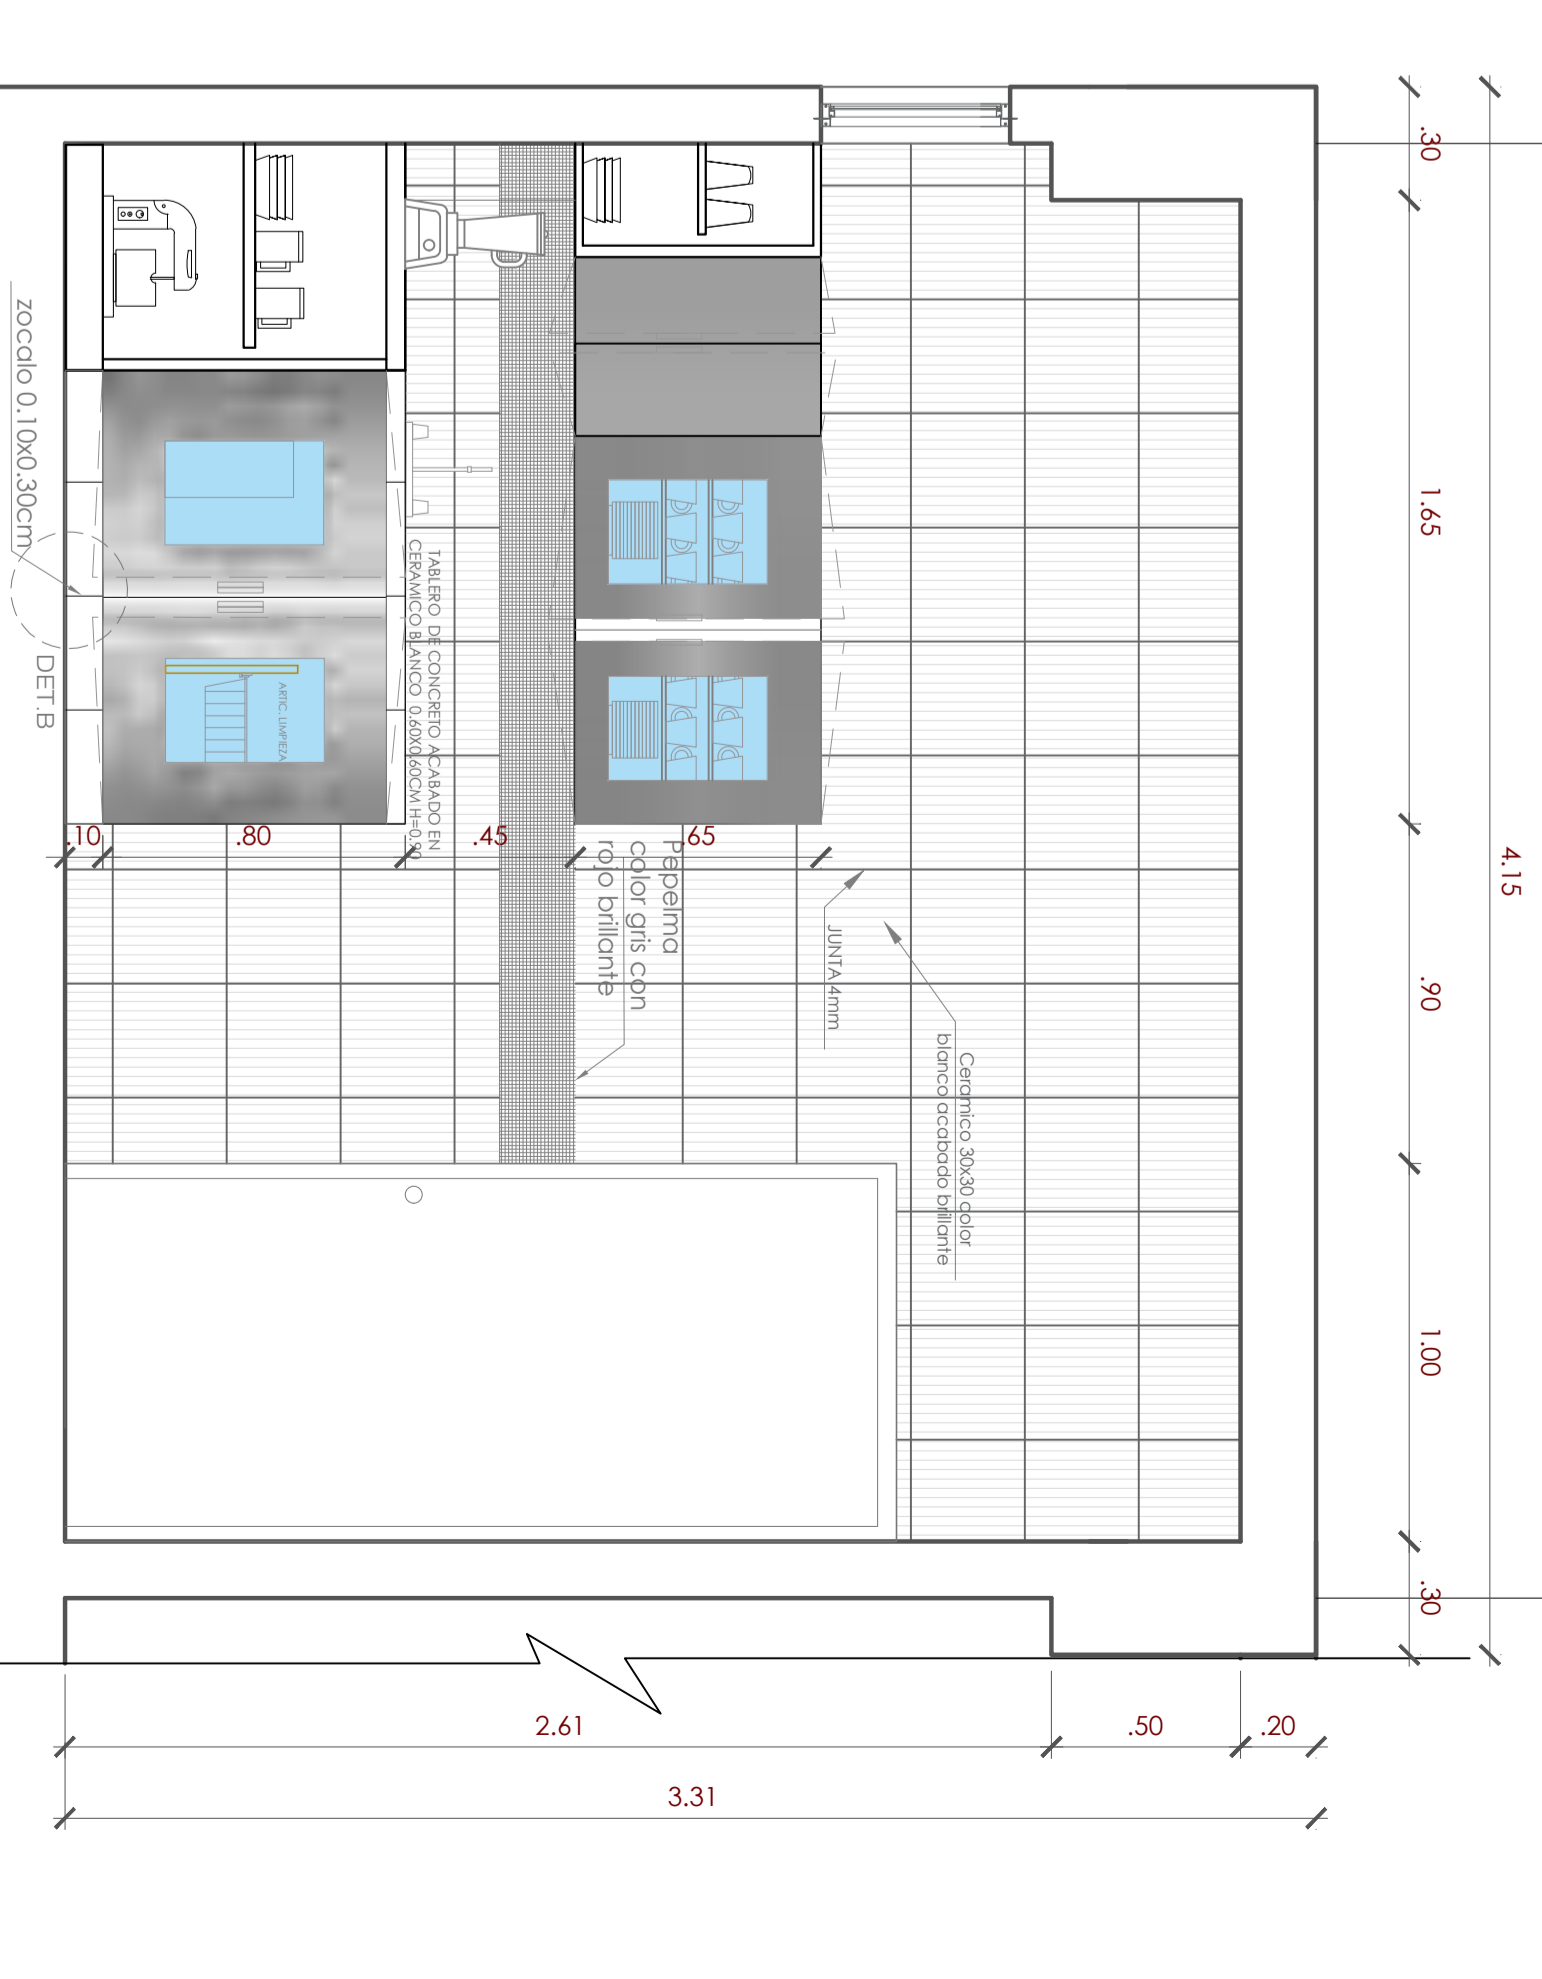 zocalo 0.10x0.30cm
DET.B
TABLERO DE CONCRETO ACABADO EN
CERAMICO BLANCO 0.60X0.60CM H=0.90
ARTIC. LIMPIEZA
Pepelma
color gris con
rojo brillante
JUNTA 4mm
Ceramico 30x30 color
blanco acabado brillante
.10
.80
.45
.65
.30
1.65
.90
1.00
.30
4.15
2.61
.50
.20
3.31